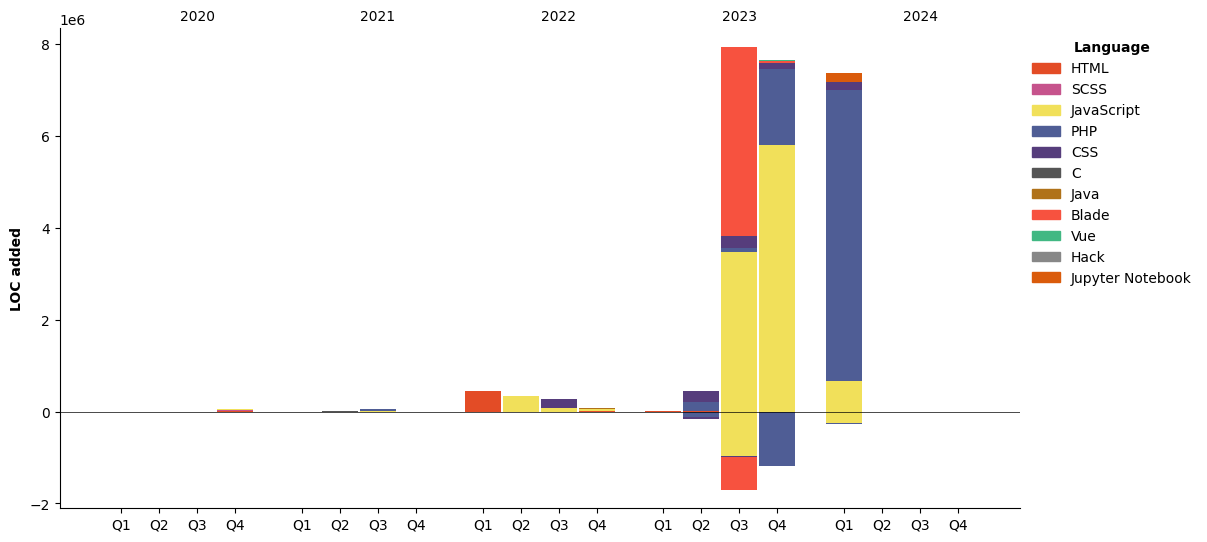 2020 2021 2022 2023 2024
1e6
8
6
4
2
0
−2
LOC added
Q1 Q2 Q3 Q4 Q1 Q2 Q3 Q4 Q1 Q2 Q3 Q4 Q1 Q2 Q3 Q4 Q1 Q2 Q3 Q4
Language
HTML
SCSS
JavaScript
PHP
CSS
C
Java
Blade
Vue
Hack
Jupyter Notebook